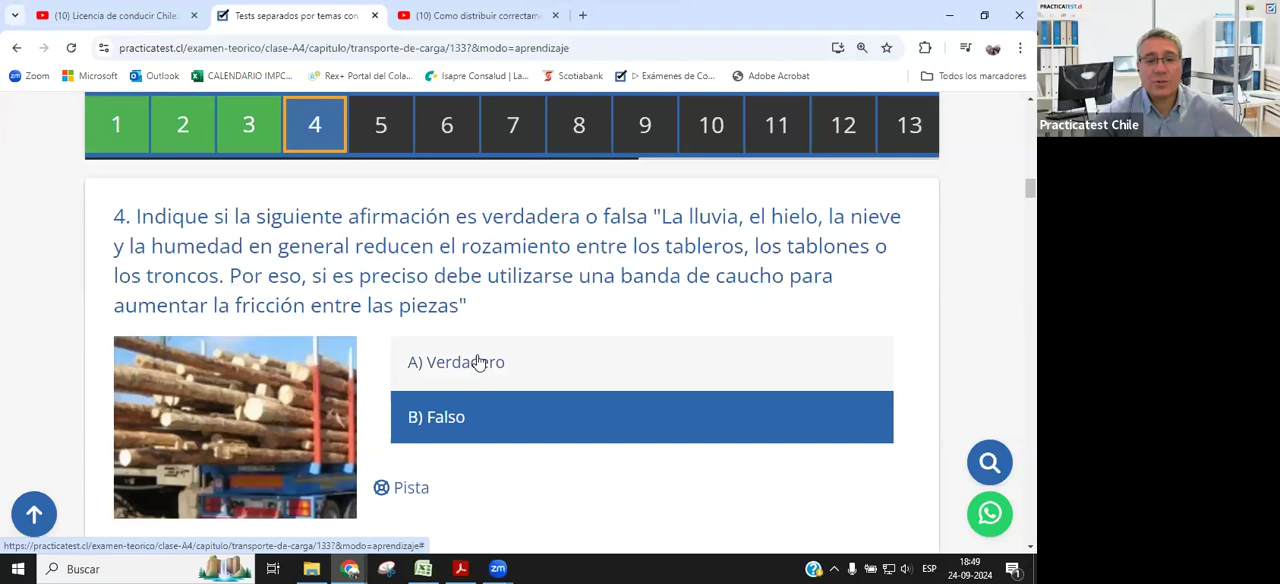 (10) Licencia de conducir Chile:
Tests separados por temario
(10) Como distribuir correctame
practicatest.cl/examen-teorico/clase-A4/capitulo/transporte-de-carga/133?&modo=aprendizaje
Zoom
Microsoft
Outlook
CALENDARIO IMPC...
Rex+ Portal del Cola...
Isapre Consalud | La...
Scotiabank
▷ Exámenes de Co...
Adobe Acrobat
Todos los marcadores
1 2 3 4 6 7 8 9 10 11 12 13
4. Indique si la siguiente afirmación es verdadera o falsa "La lluvia, el hielo, la nieve
y la humedad en general reducen el rozamiento entre los tableros, los tablones o
los troncos. Por eso, si es preciso debe utilizarse una banda de caucho para
aumentar la fricción entre las piezas"
A) Verdadero
B) Falso
Pista
https://practicatest.cl/examen-teorico/clase-A4/capitulo/transporte-de-carga/133?&modo=aprendizaje#
Buscar
ESP
18:49
24-09-2024
PRACTICATEST.cl
Practicatest Chile